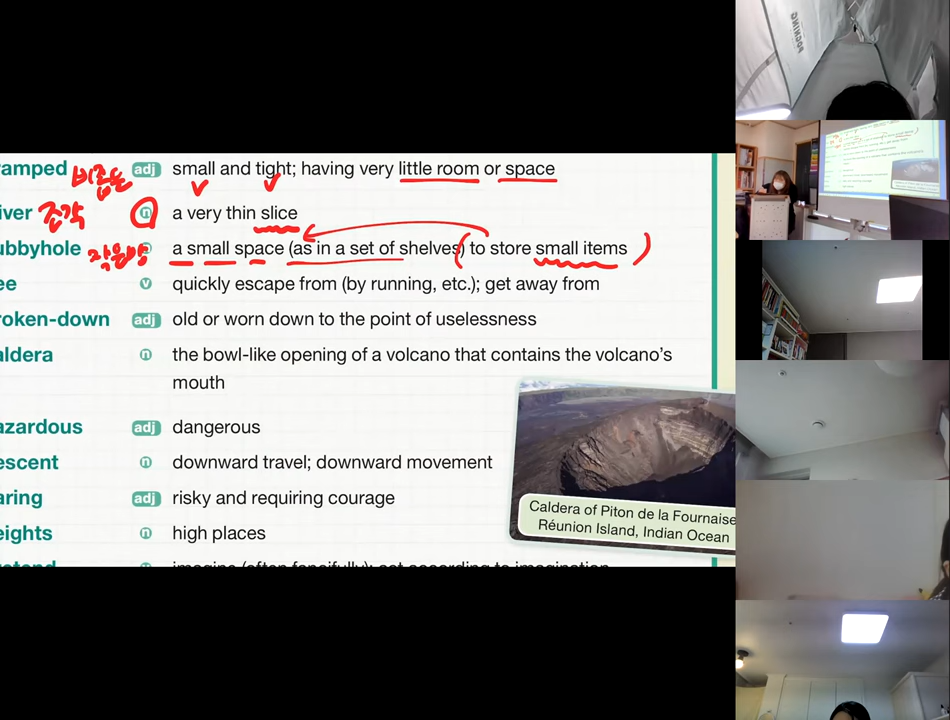 ramped 비좁은 adj small and tight; having very little room or space
iver 조각 n a very thin slice
ubbyhole n a small space (as in a set of shelves) to store small items
ee v quickly escape from (by running, etc.); get away from
roken-down adj old or worn down to the point of uselessness
aldera n the bowl-like opening of a volcano that contains the volcano's
mouth
azardous adj dangerous
escent n downward travel; downward movement
aring adj risky and requiring courage
eights n high places
Caldera of Piton de la Fournaise
Réunion Island, Indian Ocean